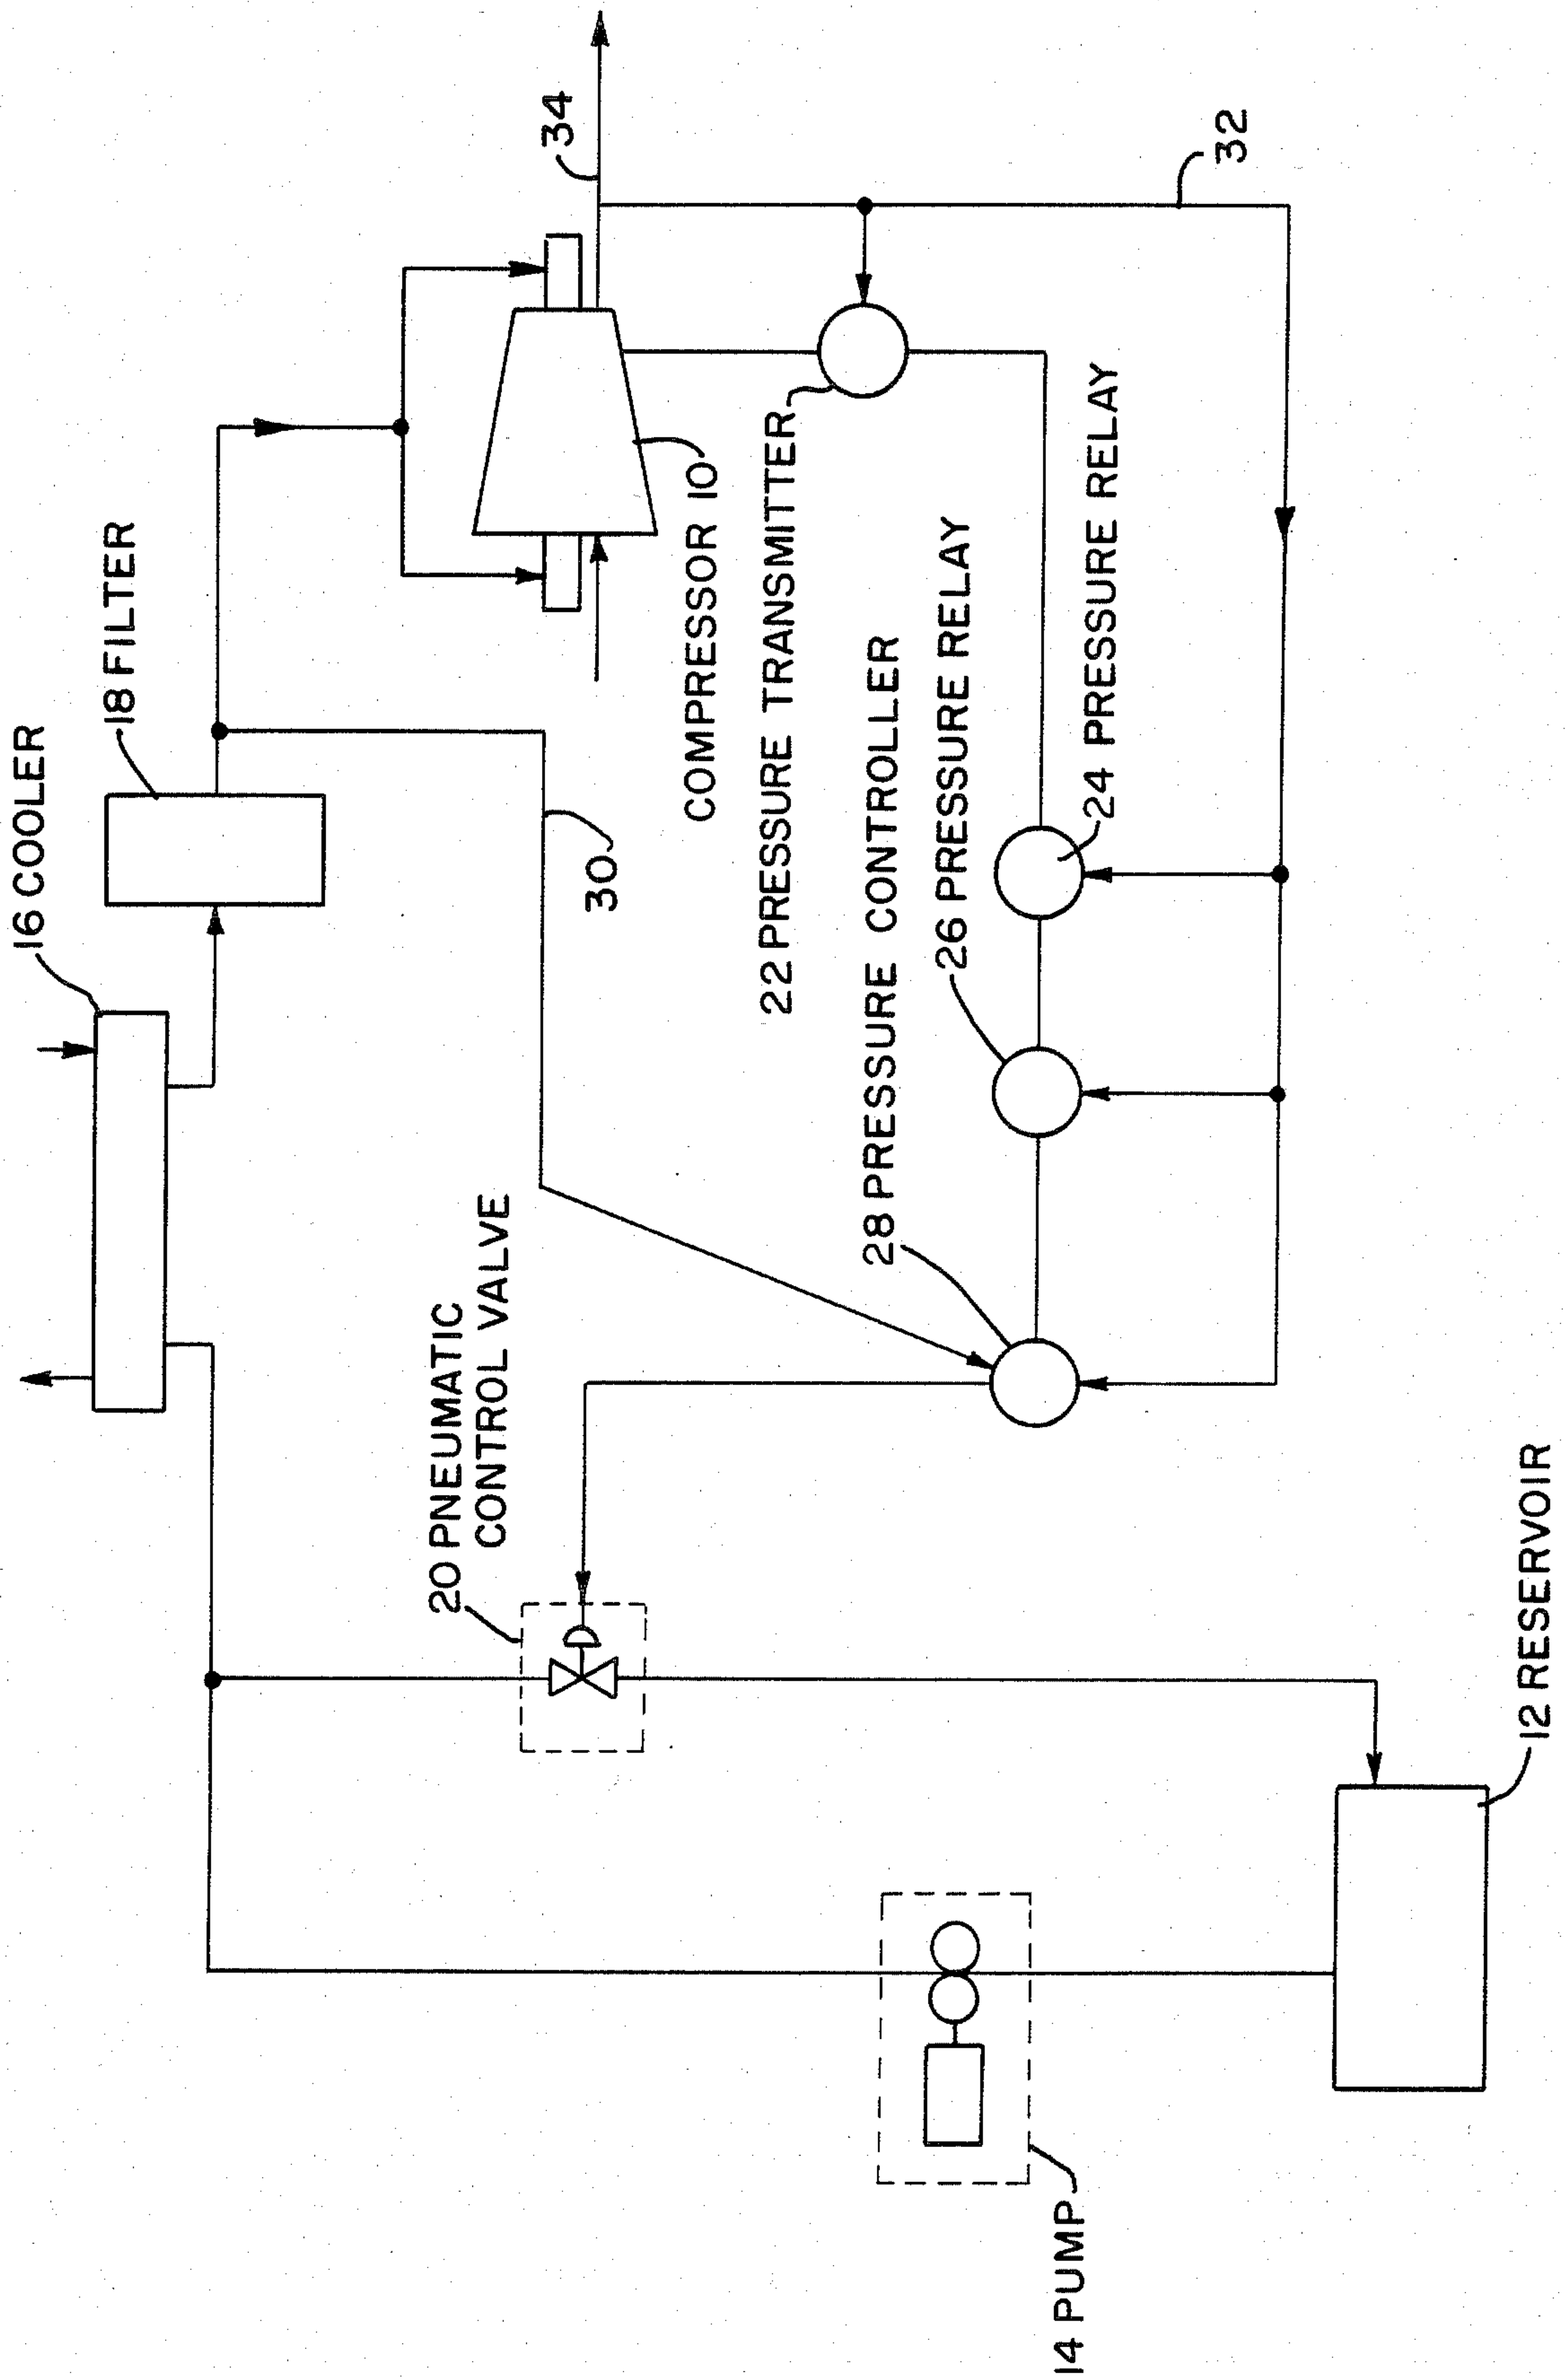 16 COOLER
18 FILTER
34
32
30
COMPRESSOR 10
22 PRESSURE TRANSMITTER
20 PNEUMATIC
CONTROL VALVE
28 PRESSURE CONTROLLER
26 PRESSURE RELAY
24 PRESSURE RELAY
14 PUMP
12 RESERVOIR